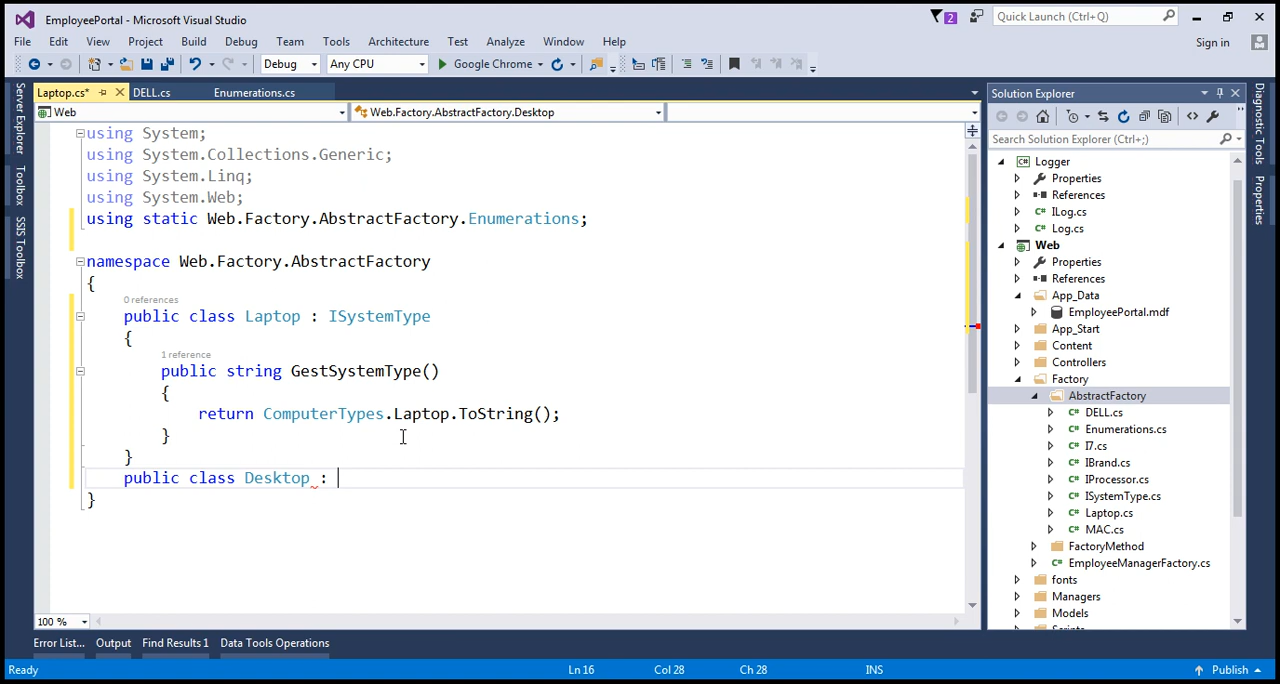 EmployeePortal - Microsoft Visual Studio
2
Quick Launch (Ctrl+Q)
File Edit View Project Build Debug Team Tools Architecture Test Analyze Window Help
Sign in
Debug Any CPU Google Chrome
Server Explorer
Toolbox
SSIS Toolbox
Laptop.cs* DELL.cs Enumerations.cs
Web Web.Factory.AbstractFactory.Desktop
using System;
using System.Collections.Generic;
using System.Linq;
using System.Web;
using static Web.Factory.AbstractFactory.Enumerations;
namespace Web.Factory.AbstractFactory
{
0 references
public class Laptop : ISystemType
{
1 reference
public string GestSystemType()
{
return ComputerTypes.Laptop.ToString();
}
}
public class Desktop :
}
100 %
Solution Explorer
Search Solution Explorer (Ctrl+;)
Logger
Properties
References
ILog.cs
Log.cs
Web
Properties
References
App_Data
EmployeePortal.mdf
App_Start
Content
Controllers
Factory
AbstractFactory
DELL.cs
Enumerations.cs
I7.cs
IBrand.cs
IProcessor.cs
ISystemType.cs
Laptop.cs
MAC.cs
FactoryMethod
EmployeeManagerFactory.cs
fonts
Managers
Models
Scripts
Diagnostic Tools
Properties
Error List... Output Find Results 1 Data Tools Operations
Ready Ln 16 Col 28 Ch 28 INS Publish